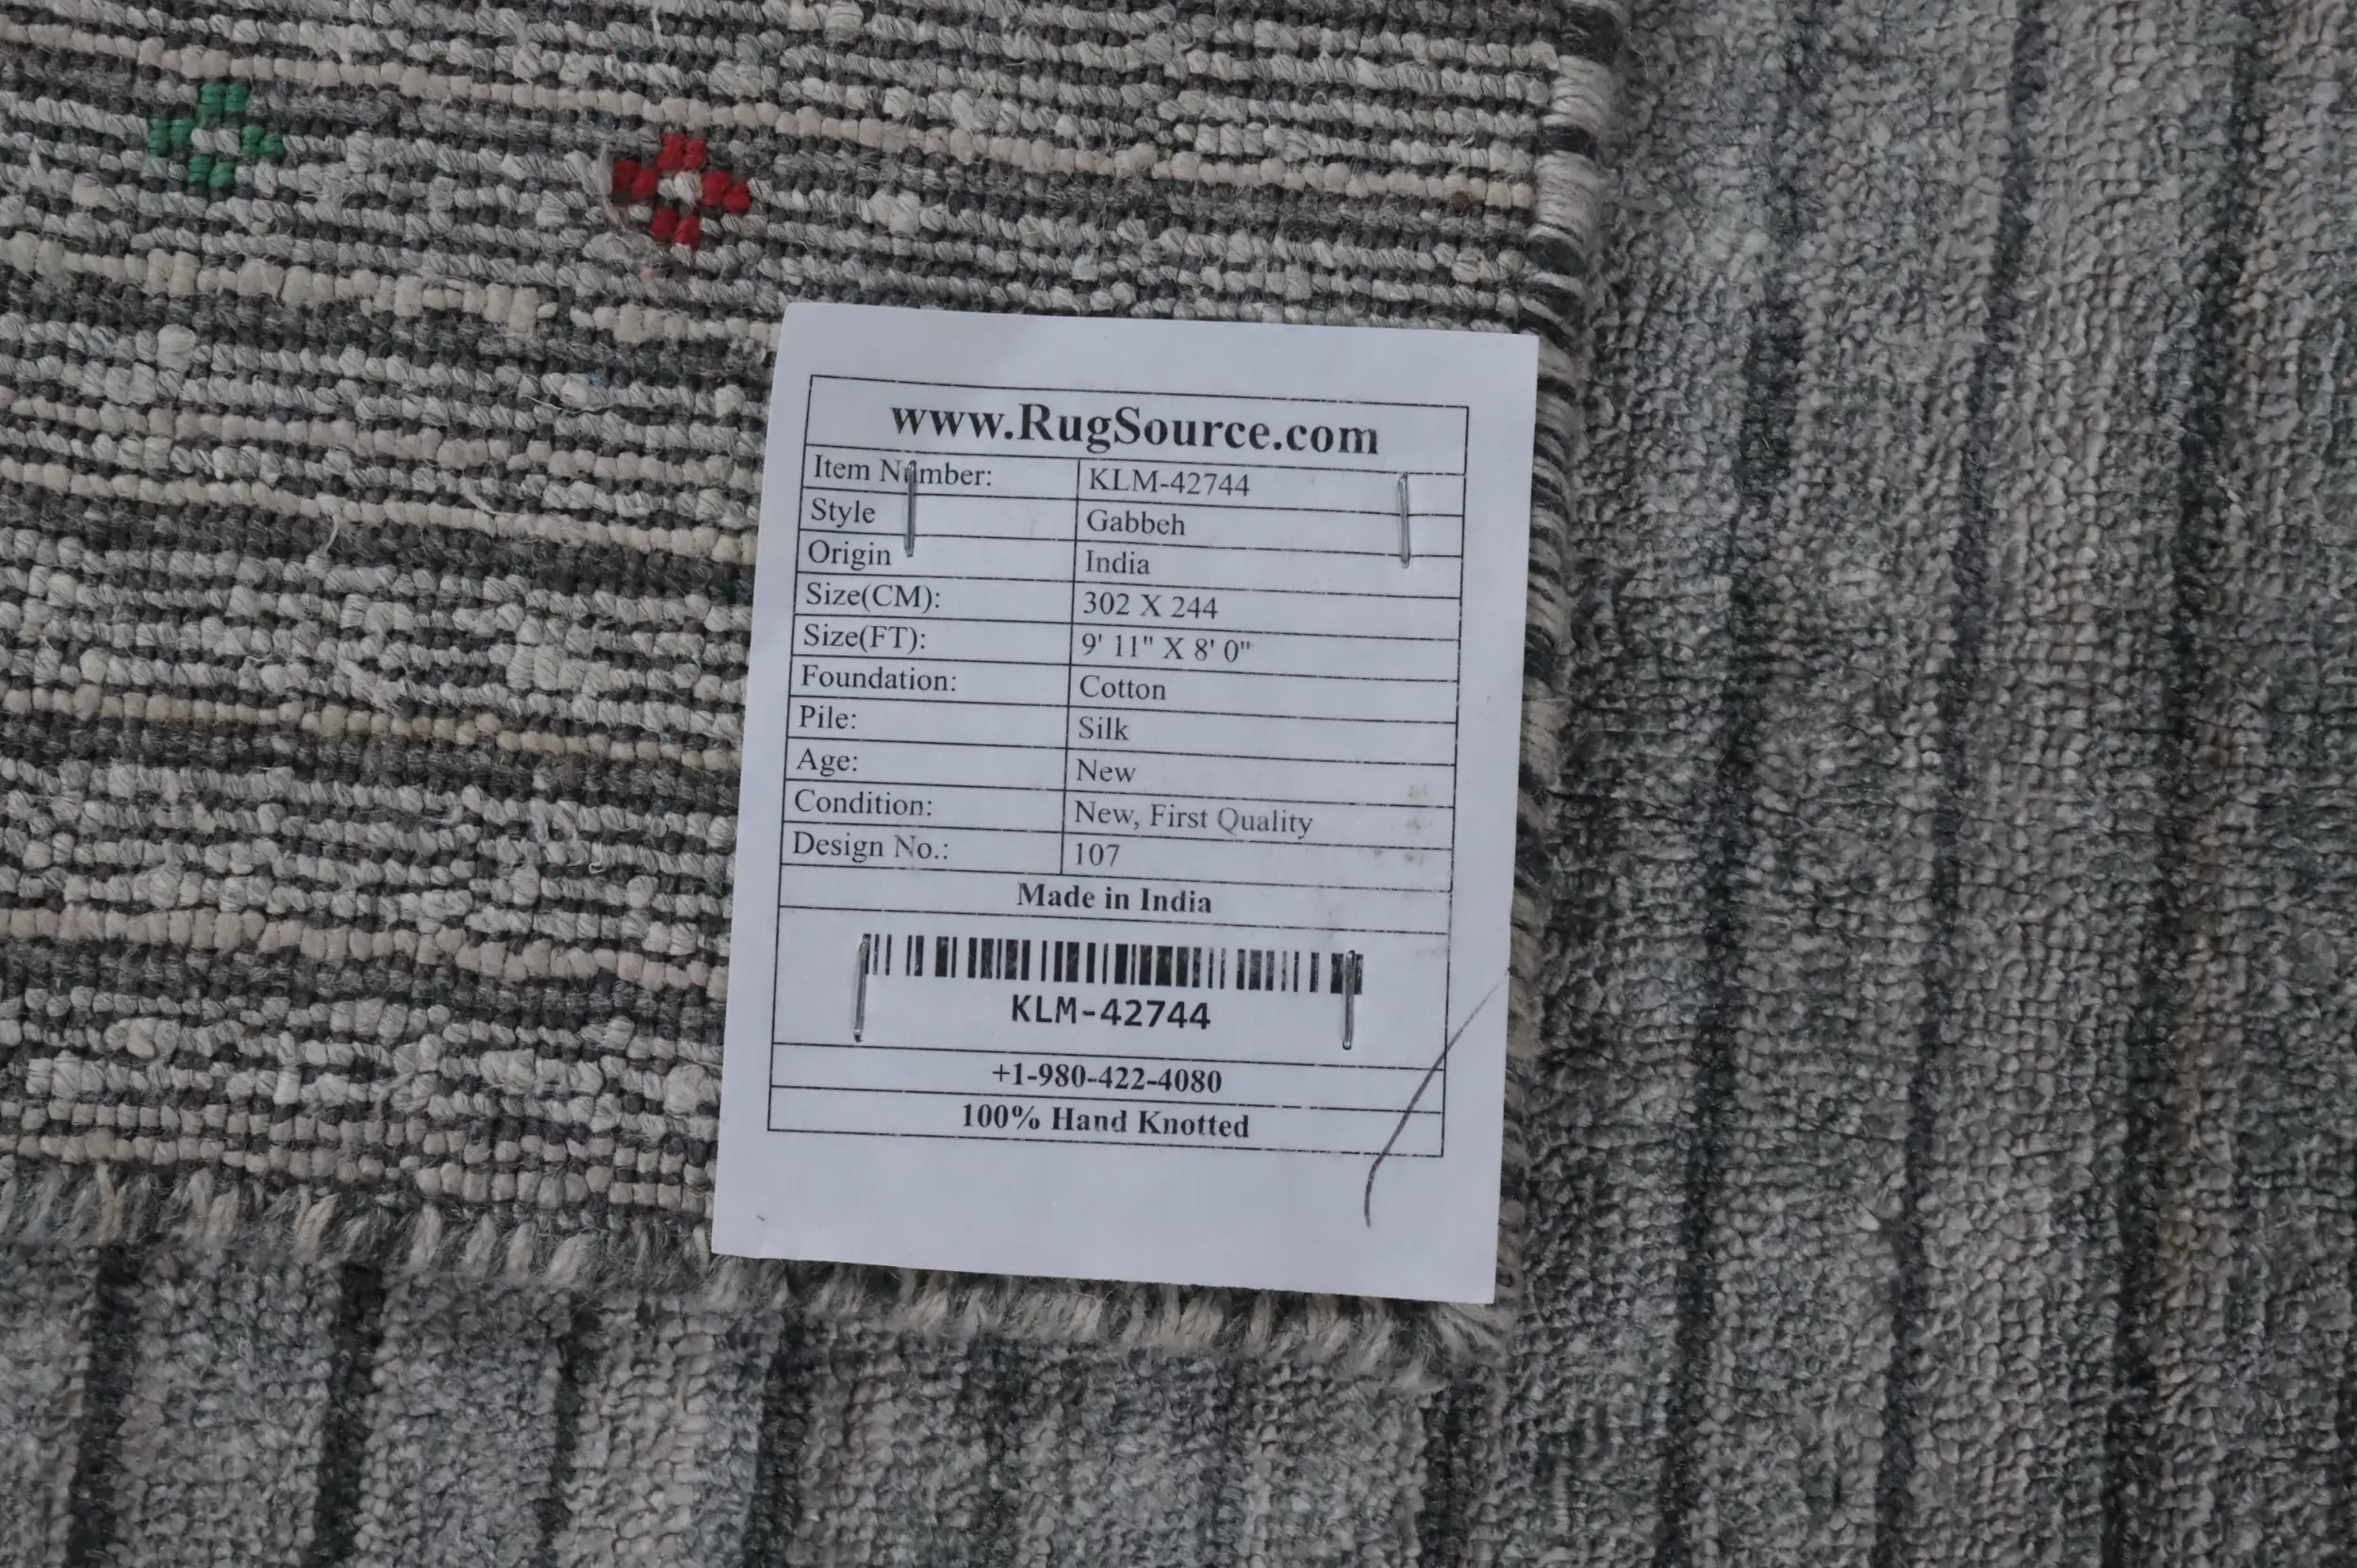 www.RugSource.com
Item Number: KLM-42744
Style Gabbeh
Origin India
Size(CM): 302 X 244
Size(FT): 9' 11" X 8' 0"
Foundation: Cotton
Pile: Silk
Age: New
Condition: New, First Quality
Design No.: 107
Made in India
KLM-42744
+1-980-422-4080
100% Hand Knotted